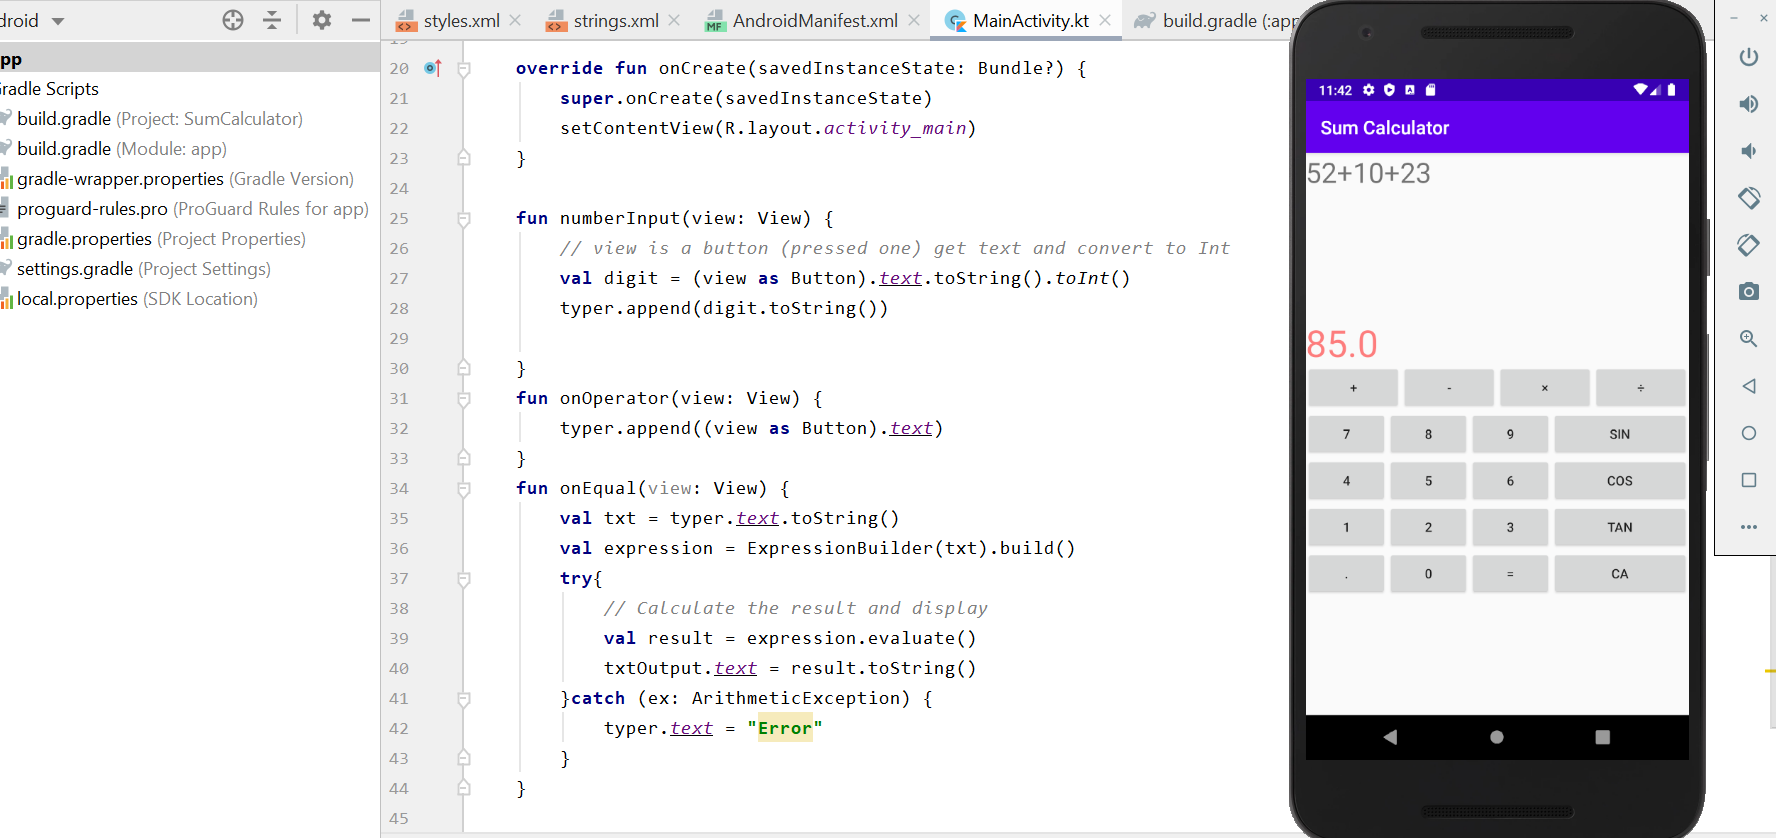 droid
styles.xml strings.xml AndroidManifest.xml MainActivity.kt build.gradle (:app
pp
radle Scripts
build.gradle (Project: SumCalculator)
build.gradle (Module: app)
gradle-wrapper.properties (Gradle Version)
proguard-rules.pro (ProGuard Rules for app)
gradle.properties (Project Properties)
settings.gradle (Project Settings)
local.properties (SDK Location)
20 override fun onCreate(savedInstanceState: Bundle?) {
21 super.onCreate(savedInstanceState)
22 setContentView(R.layout.activity_main)
23 }
24
25 fun numberInput(view: View) {
26 // view is a button (pressed one) get text and convert to Int
27 val digit = (view as Button).text.toString().toInt()
28 typer.append(digit.toString())
29
30 }
31 fun onOperator(view: View) {
32 typer.append((view as Button).text)
33 }
34 fun onEqual(view: View) {
35 val txt = typer.text.toString()
36 val expression = ExpressionBuilder(txt).build()
37 try{
38 // Calculate the result and display
39 val result = expression.evaluate()
40 txtOutput.text = result.toString()
41 }catch (ex: ArithmeticException) {
42 typer.text = "Error"
43 }
44 }
45
11:42
Sum Calculator
52+10+23
85.0
+ - × ÷
7 8 9 SIN
4 5 6 COS
1 2 3 TAN
. 0 = CA